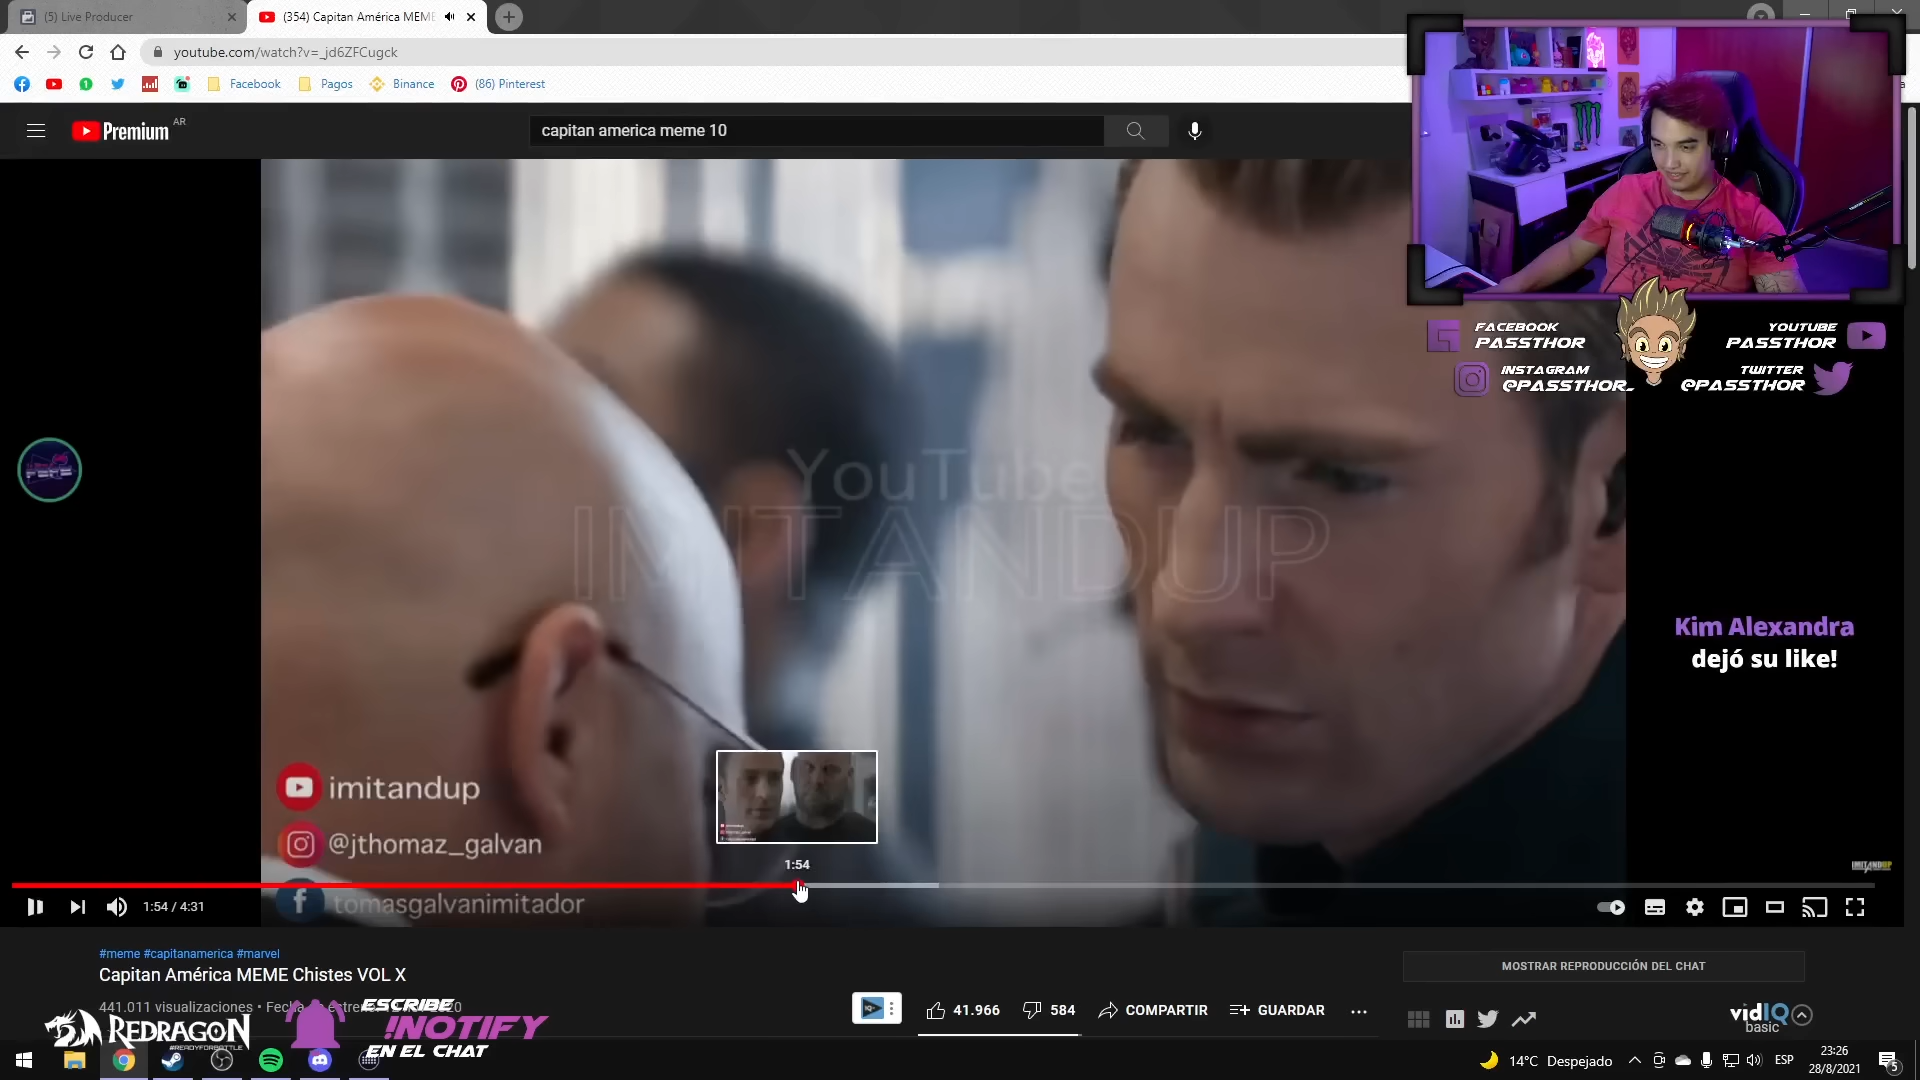 (5) Live Producer
(354) Capitan América MEME
youtube.com/watch?v=_jd6ZFCugck
Facebook
Pagos
Binance
(86) Pinterest
Premium
AR
capitan america meme 10
FACEBOOK
PASSTHOR
YOUTUBE
PASSTHOR
INSTAGRAM
@PASSTHOR_
TWITTER
@PASSTHOR
YouTube
IMITANDUP
Kim Alexandra
dejó su like!
imitandup
@jthomaz_galvan
tomasgalvanimitador
1:54
IMITANDUP
1:54 / 4:31
#meme #capitanamerica #marvel
Capitan América MEME Chistes VOL X
MOSTRAR REPRODUCCIÓN DEL CHAT
441.011 visualizaciones •
41.966
584
COMPARTIR
GUARDAR
vidIQ
basic
REDRAGON
#READYFORBATTLE
ESCRIBE
!NOTIFY
EN EL CHAT
14°C Despejado
ESP
23:26
28/8/2021
5